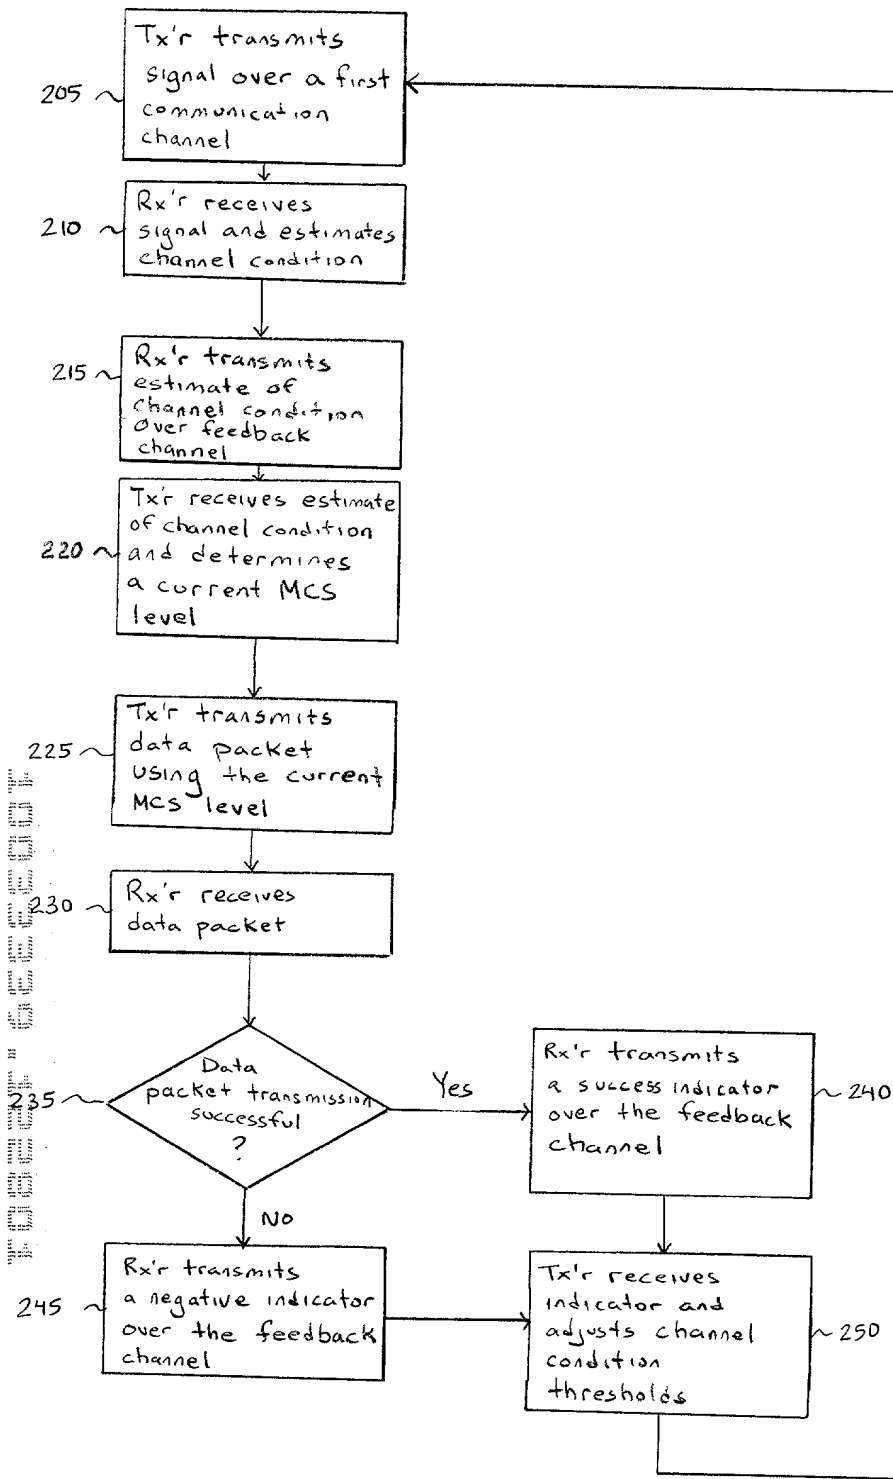 Tx'r transmits
signal over a first
communication
channel
205
Rx'r receives
signal and estimates
channel condition
210
Rx'r transmits
estimate of
channel condition
over feedback
channel
215
Tx'r receives estimate
of channel condition
and determines
a current MCS
level
220
Tx'r transmits
data packet
using the current
MCS level
225
Rx'r receives
data packet
230
Data
packet transmission
successful
?
235
Yes
No
Rx'r transmits
a success indicator
over the feedback
channel
240
Rx'r transmits
a negative indicator
over the feedback
channel
245
Tx'r receives
indicator and
adjusts channel
condition
thresholds
250